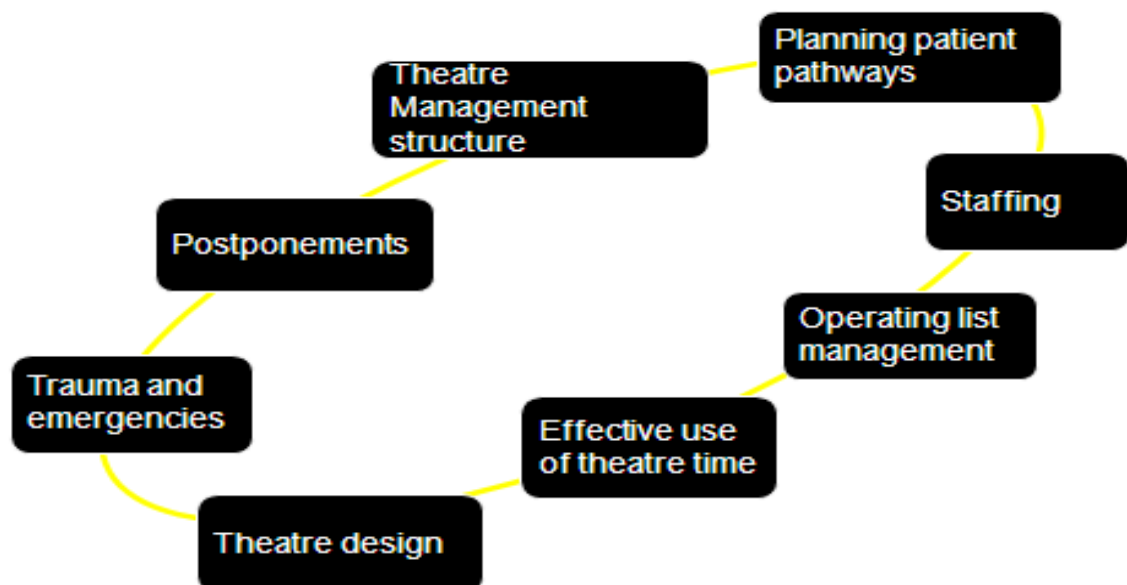 Planning patient
pathways
Theatre
Management
structure
Staffing
Postponements
Operating list
management
Trauma and
emergencies
Effective use
of theatre time
Theatre design